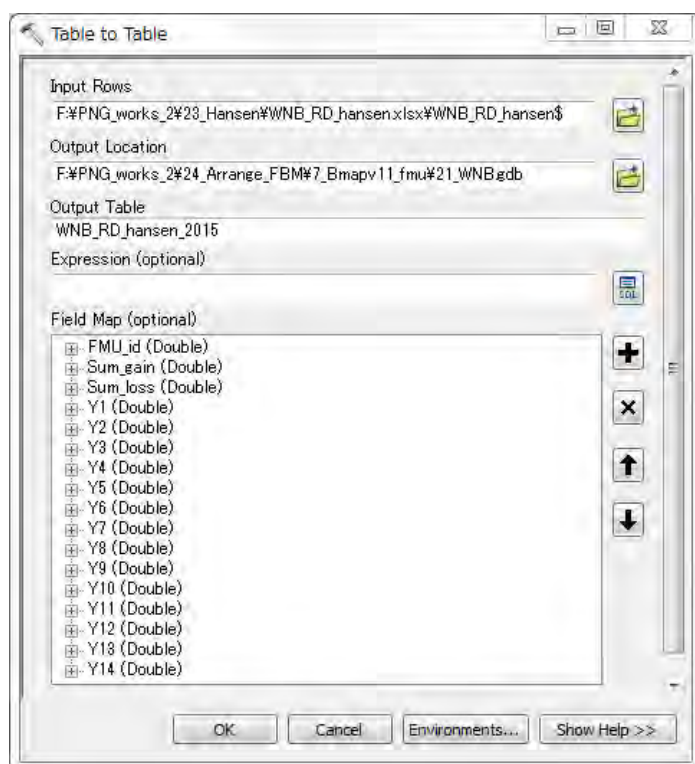 Table to Table
Input Rows
F:¥PNG_works_2¥23_Hansen¥WNB_RD_hansen.xlsx¥WNB_RD_hansen$
Output Location
F:¥PNG_works_2¥24_Arrange_FBM¥7_Bmapv11_fmu¥21_WNB.gdb
Output Table
WNB_RD_hansen_2015
Expression (optional)
SQL
Field Map (optional)
FMU_id (Double)
Sum_gain (Double)
Sum_loss (Double)
Y1 (Double)
Y2 (Double)
Y3 (Double)
Y4 (Double)
Y5 (Double)
Y6 (Double)
Y7 (Double)
Y8 (Double)
Y9 (Double)
Y10 (Double)
Y11 (Double)
Y12 (Double)
Y13 (Double)
Y14 (Double)
OK Cancel Environments... Show Help >>